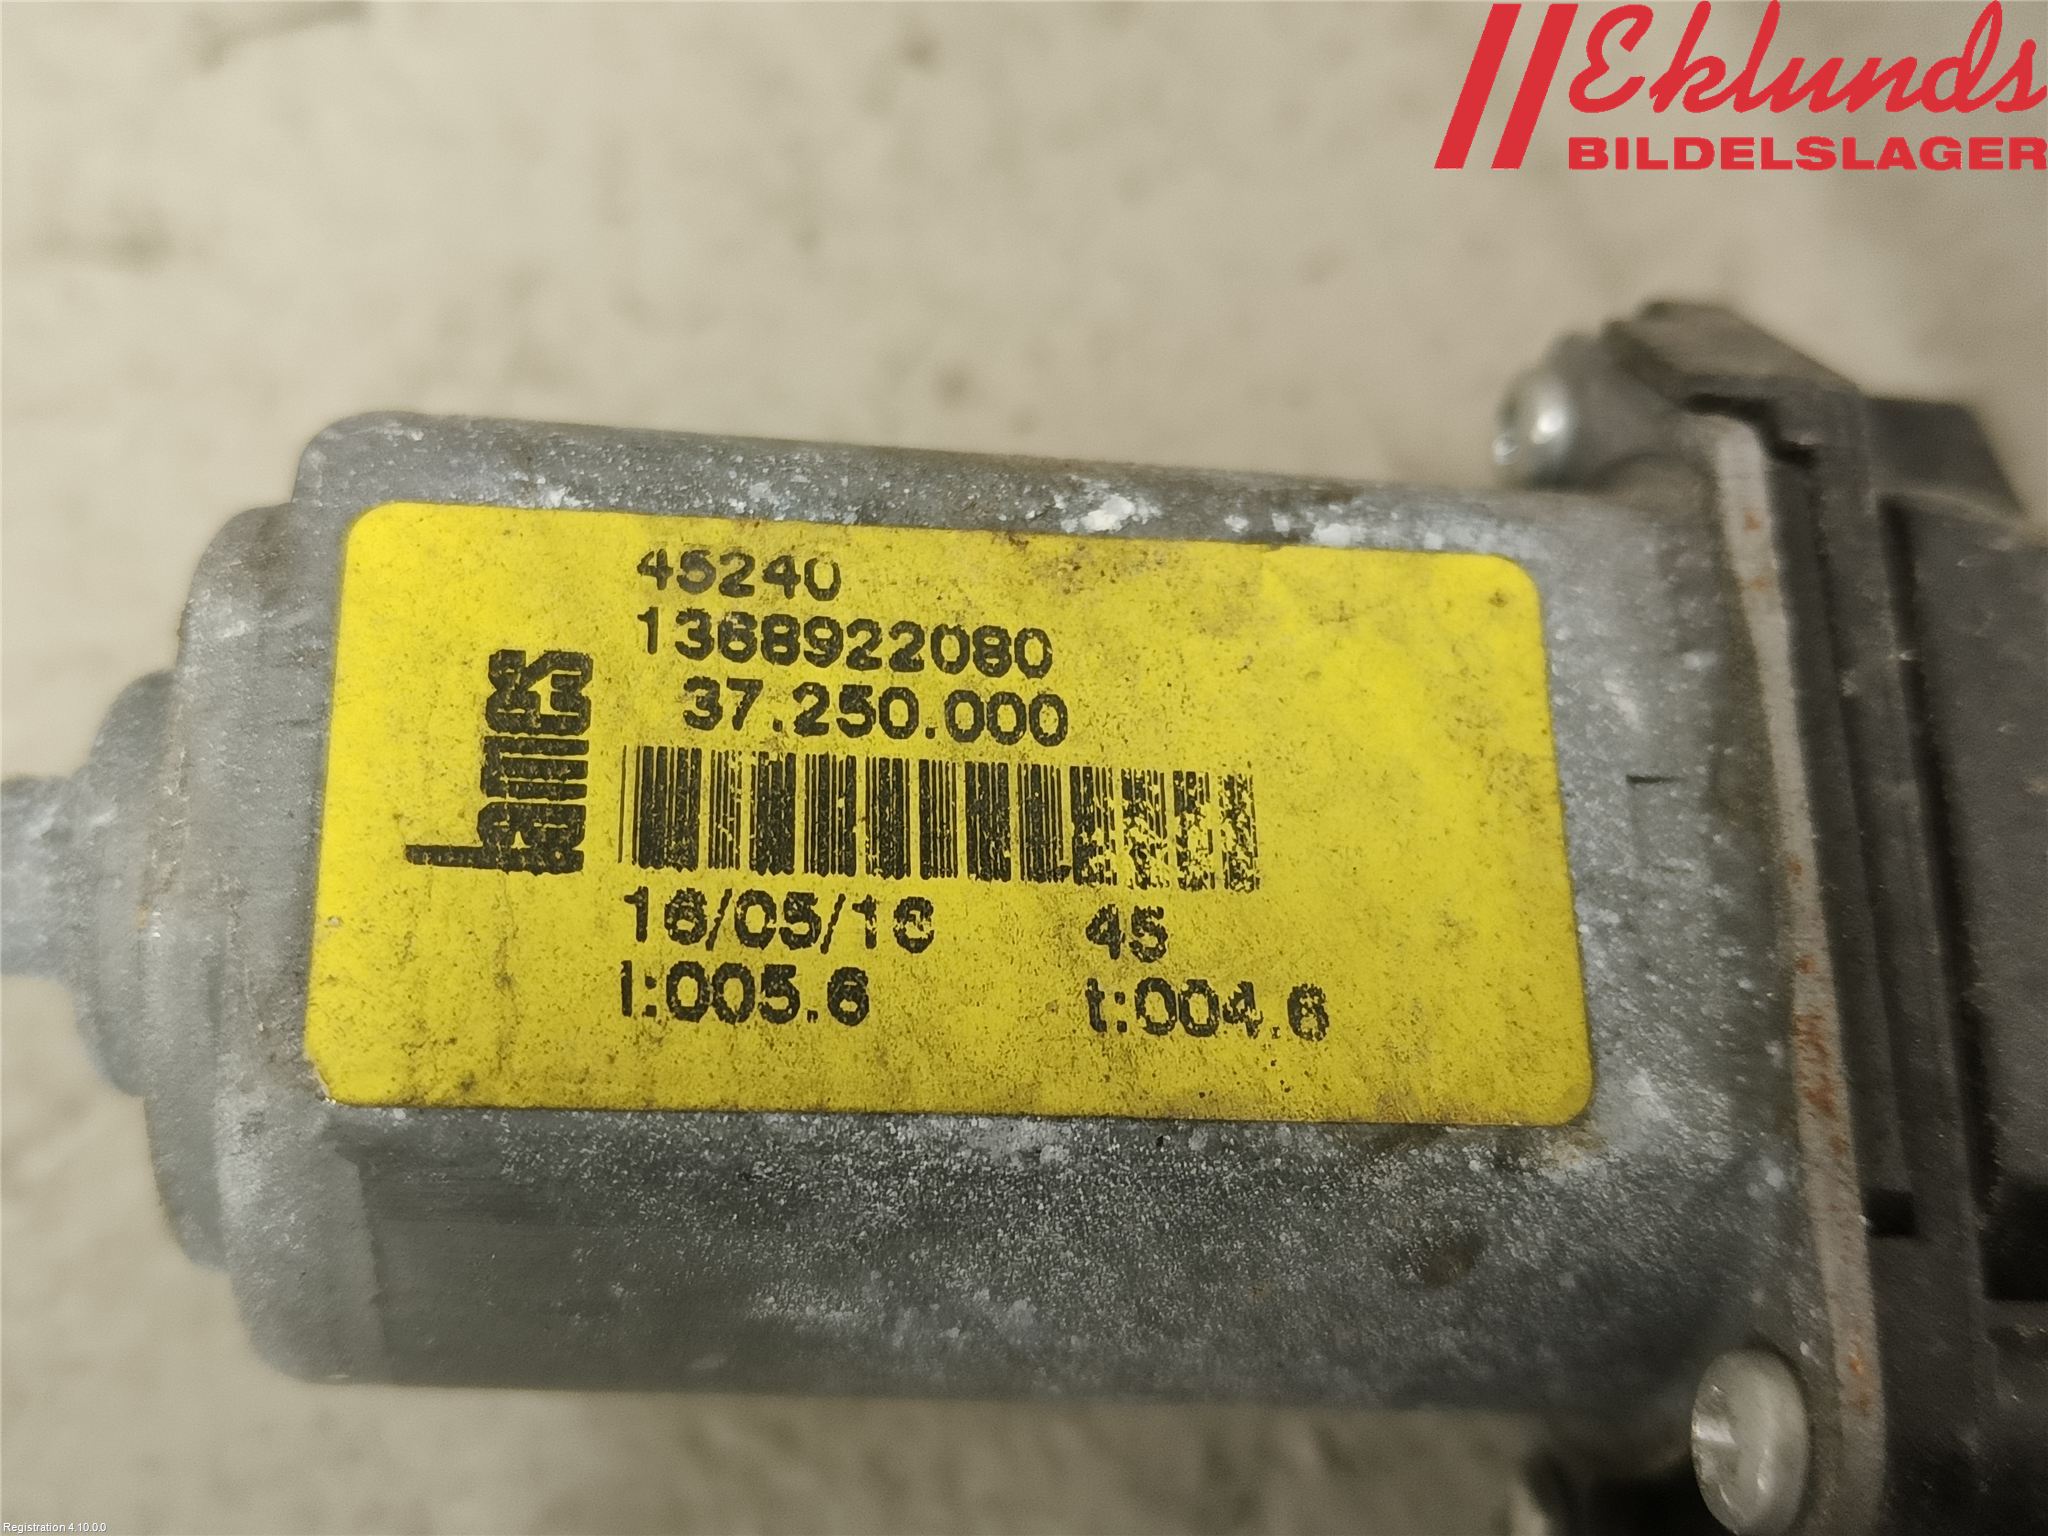 Eklunds
BILDELSLAGER
45240
1368922080
37.250.000
lames
16/05/16 45
I:005.6 t:004.6
Registration 4.10.0.0